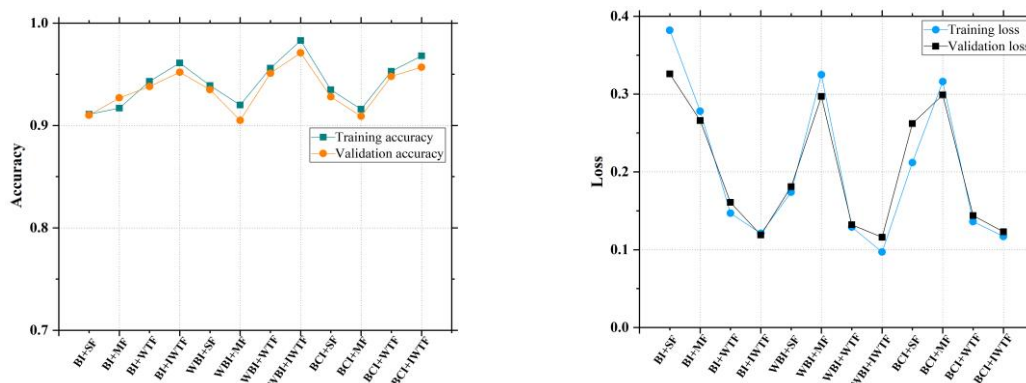 1.0
0.9
0.8
0.7
Accuracy
Training accuracy
Validation accuracy
BI+SF
BI+MF
BI+WTF
BI+IWTF
WBI+SF
WBI+MF
WBI+WTF
WBI+IWTF
BCI+SF
BCI+MF
BCI+WTF
BCI+IWTF
0.4
0.3
0.2
0.1
0.0
Loss
Training loss
Validation loss
BI+SF
BI+MF
BI+WTF
BI+IWTF
WBI+SF
WBI+MF
WBI+WTF
WBI+IWTF
BCI+SF
BCI+MF
BCI+WTF
BCI+IWTF